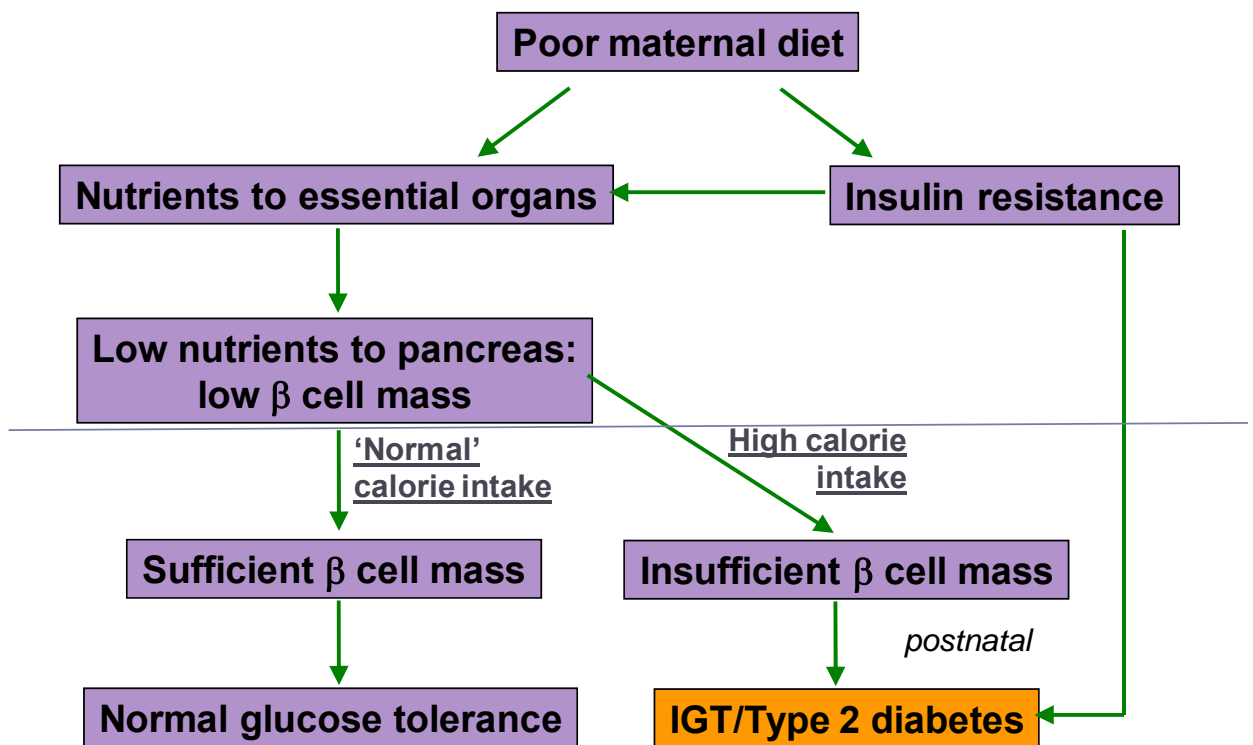 Poor maternal diet
Nutrients to essential organs
Insulin resistance
Low nutrients to pancreas:
low β cell mass
‘Normal’
calorie intake
High calorie
intake
Sufficient β cell mass
Insufficient β cell mass
postnatal
Normal glucose tolerance
IGT/Type 2 diabetes